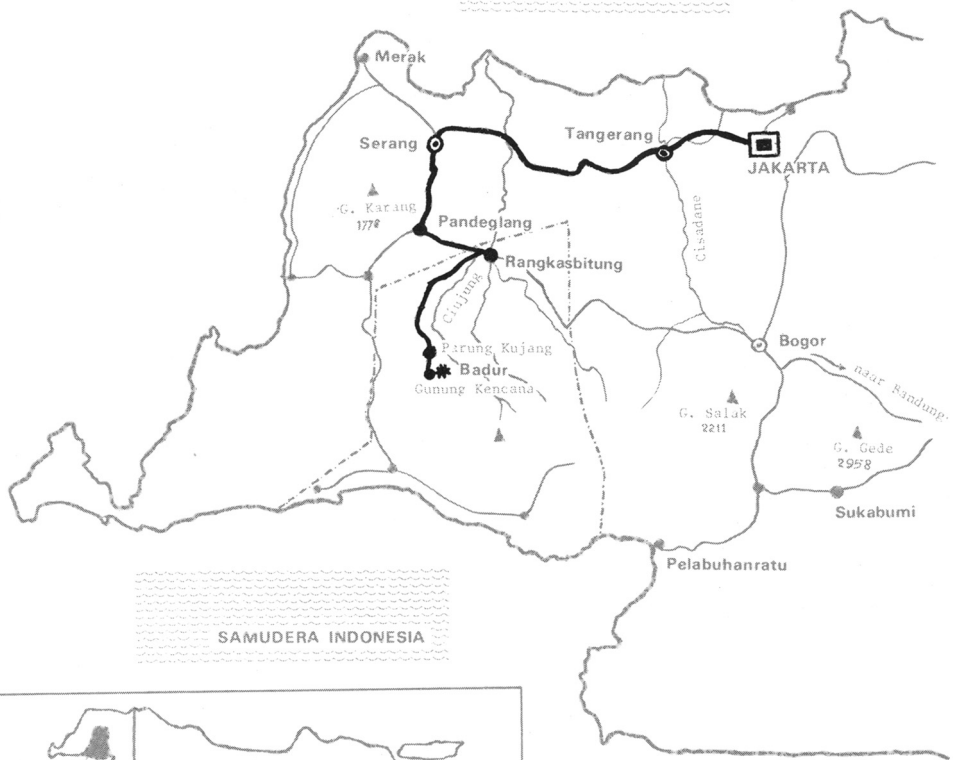 Merak
Serang
Tangerang
JAKARTA
G. Karang
1778
Pandeglang
Cisadane
Rangkasbitung
Ciujung
Parung Kujang
Badur
Gunung Kencana
Bogor
naar Bandung
G. Salak
2211
G. Gede
2958
Sukabumi
Pelabuhanratu
SAMUDERA INDONESIA